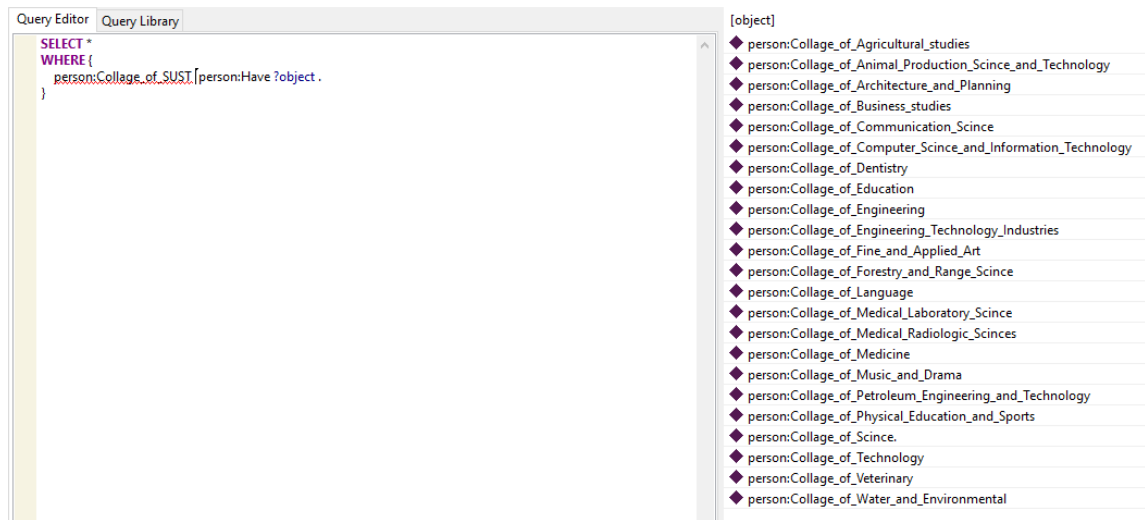 Query Editor Query Library
SELECT *
WHERE {
person:Collage_of_SUST person:Have ?object .
}
[object]
person:Collage_of_Agricultural_studies
person:Collage_of_Animal_Production_Scince_and_Technology
person:Collage_of_Architecture_and_Planning
person:Collage_of_Business_studies
person:Collage_of_Communication_Scince
person:Collage_of_Computer_Scince_and_Information_Technology
person:Collage_of_Dentistry
person:Collage_of_Education
person:Collage_of_Engineering
person:Collage_of_Engineering_Technology_Industries
person:Collage_of_Fine_and_Applied_Art
person:Collage_of_Forestry_and_Range_Scince
person:Collage_of_Language
person:Collage_of_Medical_Laboratory_Scince
person:Collage_of_Medical_Radiologic_Scinces
person:Collage_of_Medicine
person:Collage_of_Music_and_Drama
person:Collage_of_Petroleum_Engineering_and_Technology
person:Collage_of_Physical_Education_and_Sports
person:Collage_of_Scince.
person:Collage_of_Technology
person:Collage_of_Veterinary
person:Collage_of_Water_and_Environmental